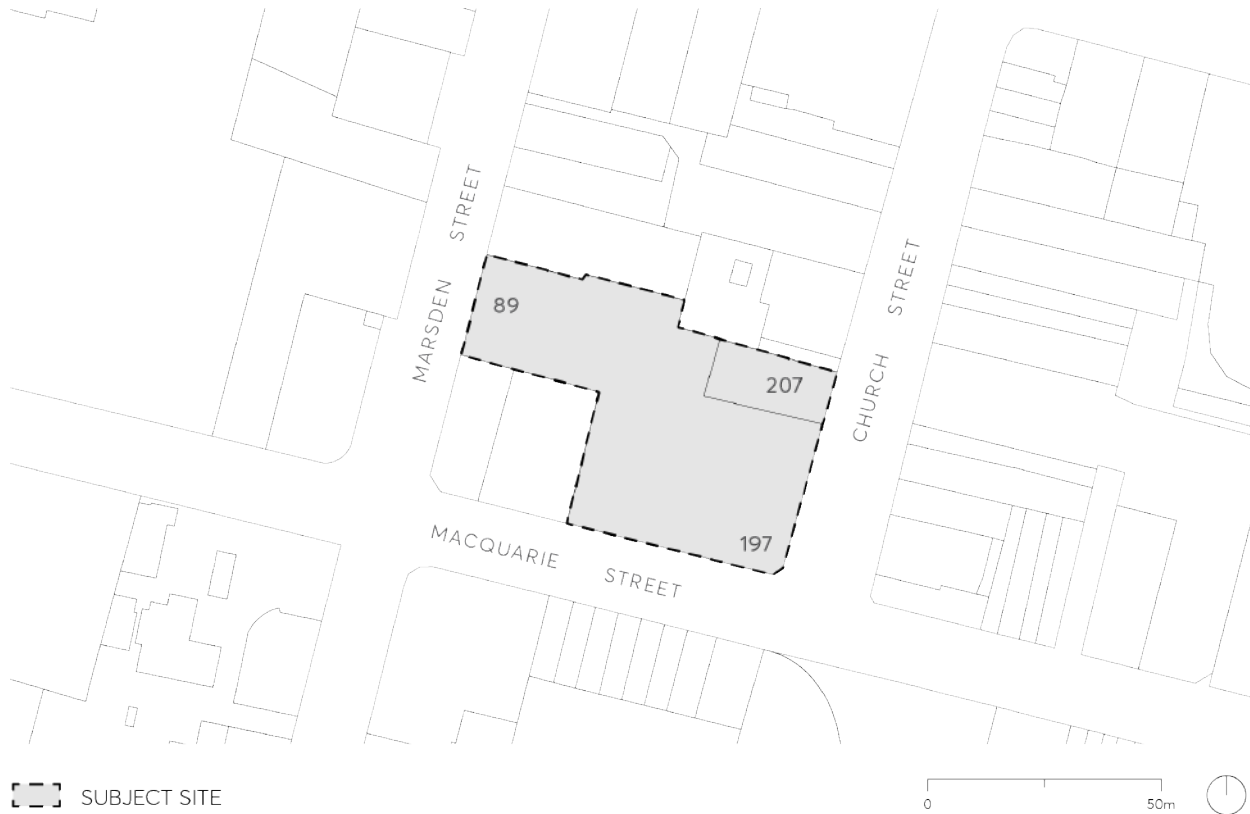 MARSDEN STREET
89
CHURCH STREET
207
197
MACQUARIE STREET
SUBJECT SITE
0 50m